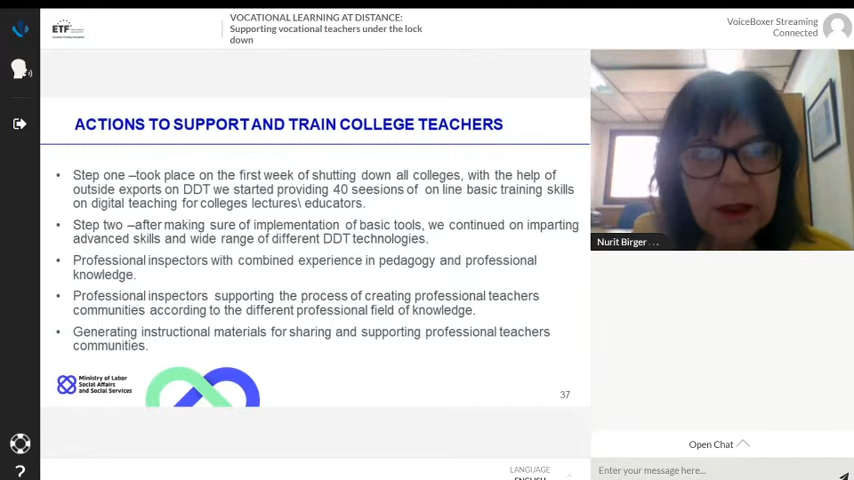 VOCATIONAL LEARNING AT DISTANCE:
Supporting vocational teachers under the lock
down
ETF
VoiceBoxer Streaming
Connected
ACTIONS TO SUPPORT AND TRAIN COLLEGE TEACHERS
• Step one –took place on the first week of shutting down all colleges, with the help of
outside exports on DDT we started providing 40 seesions of on line basic training skills
on digital teaching for colleges lectures\ educators.
• Step two –after making sure of implementation of basic tools, we continued on imparting
advanced skills and wide range of different DDT technologies.
• Professional inspectors with combined experience in pedagogy and professional
knowledge.
• Professional inspectors supporting the process of creating professional teachers
communities according to the different professional field of knowledge.
• Generating instructional materials for sharing and supporting professional teachers
communities.
Ministry of Labor
Social Affairs
and Social Services
37
Nurit Birger ...
Open Chat
Enter your message here...
LANGUAGE
ENGLISH
?